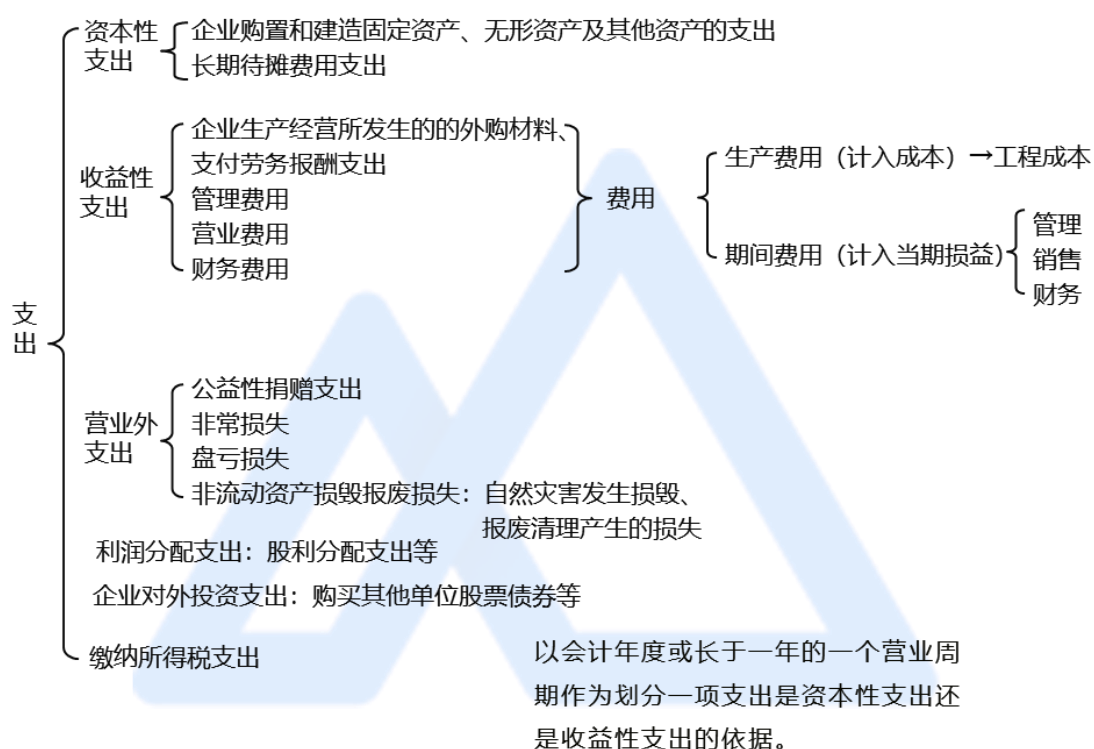 资本性
支出
企业购置和建造固定资产、无形资产及其他资产的支出
长期待摊费用支出
收益性
支出
企业生产经营所发生的的外购材料、
支付劳务报酬支出
管理费用
营业费用
财务费用
费用
生产费用（计入成本）→工程成本
期间费用（计入当期损益）
管理
销售
财务
支
出
营业外
支出
公益性捐赠支出
非常损失
盘亏损失
非流动资产损毁报废损失：自然灾害发生损毁、
报废清理产生的损失
利润分配支出：股利分配支出等
企业对外投资支出：购买其他单位股票债券等
缴纳所得税支出
以会计年度或长于一年的一个营业周
期作为划分一项支出是资本性支出还
是收益性支出的依据。